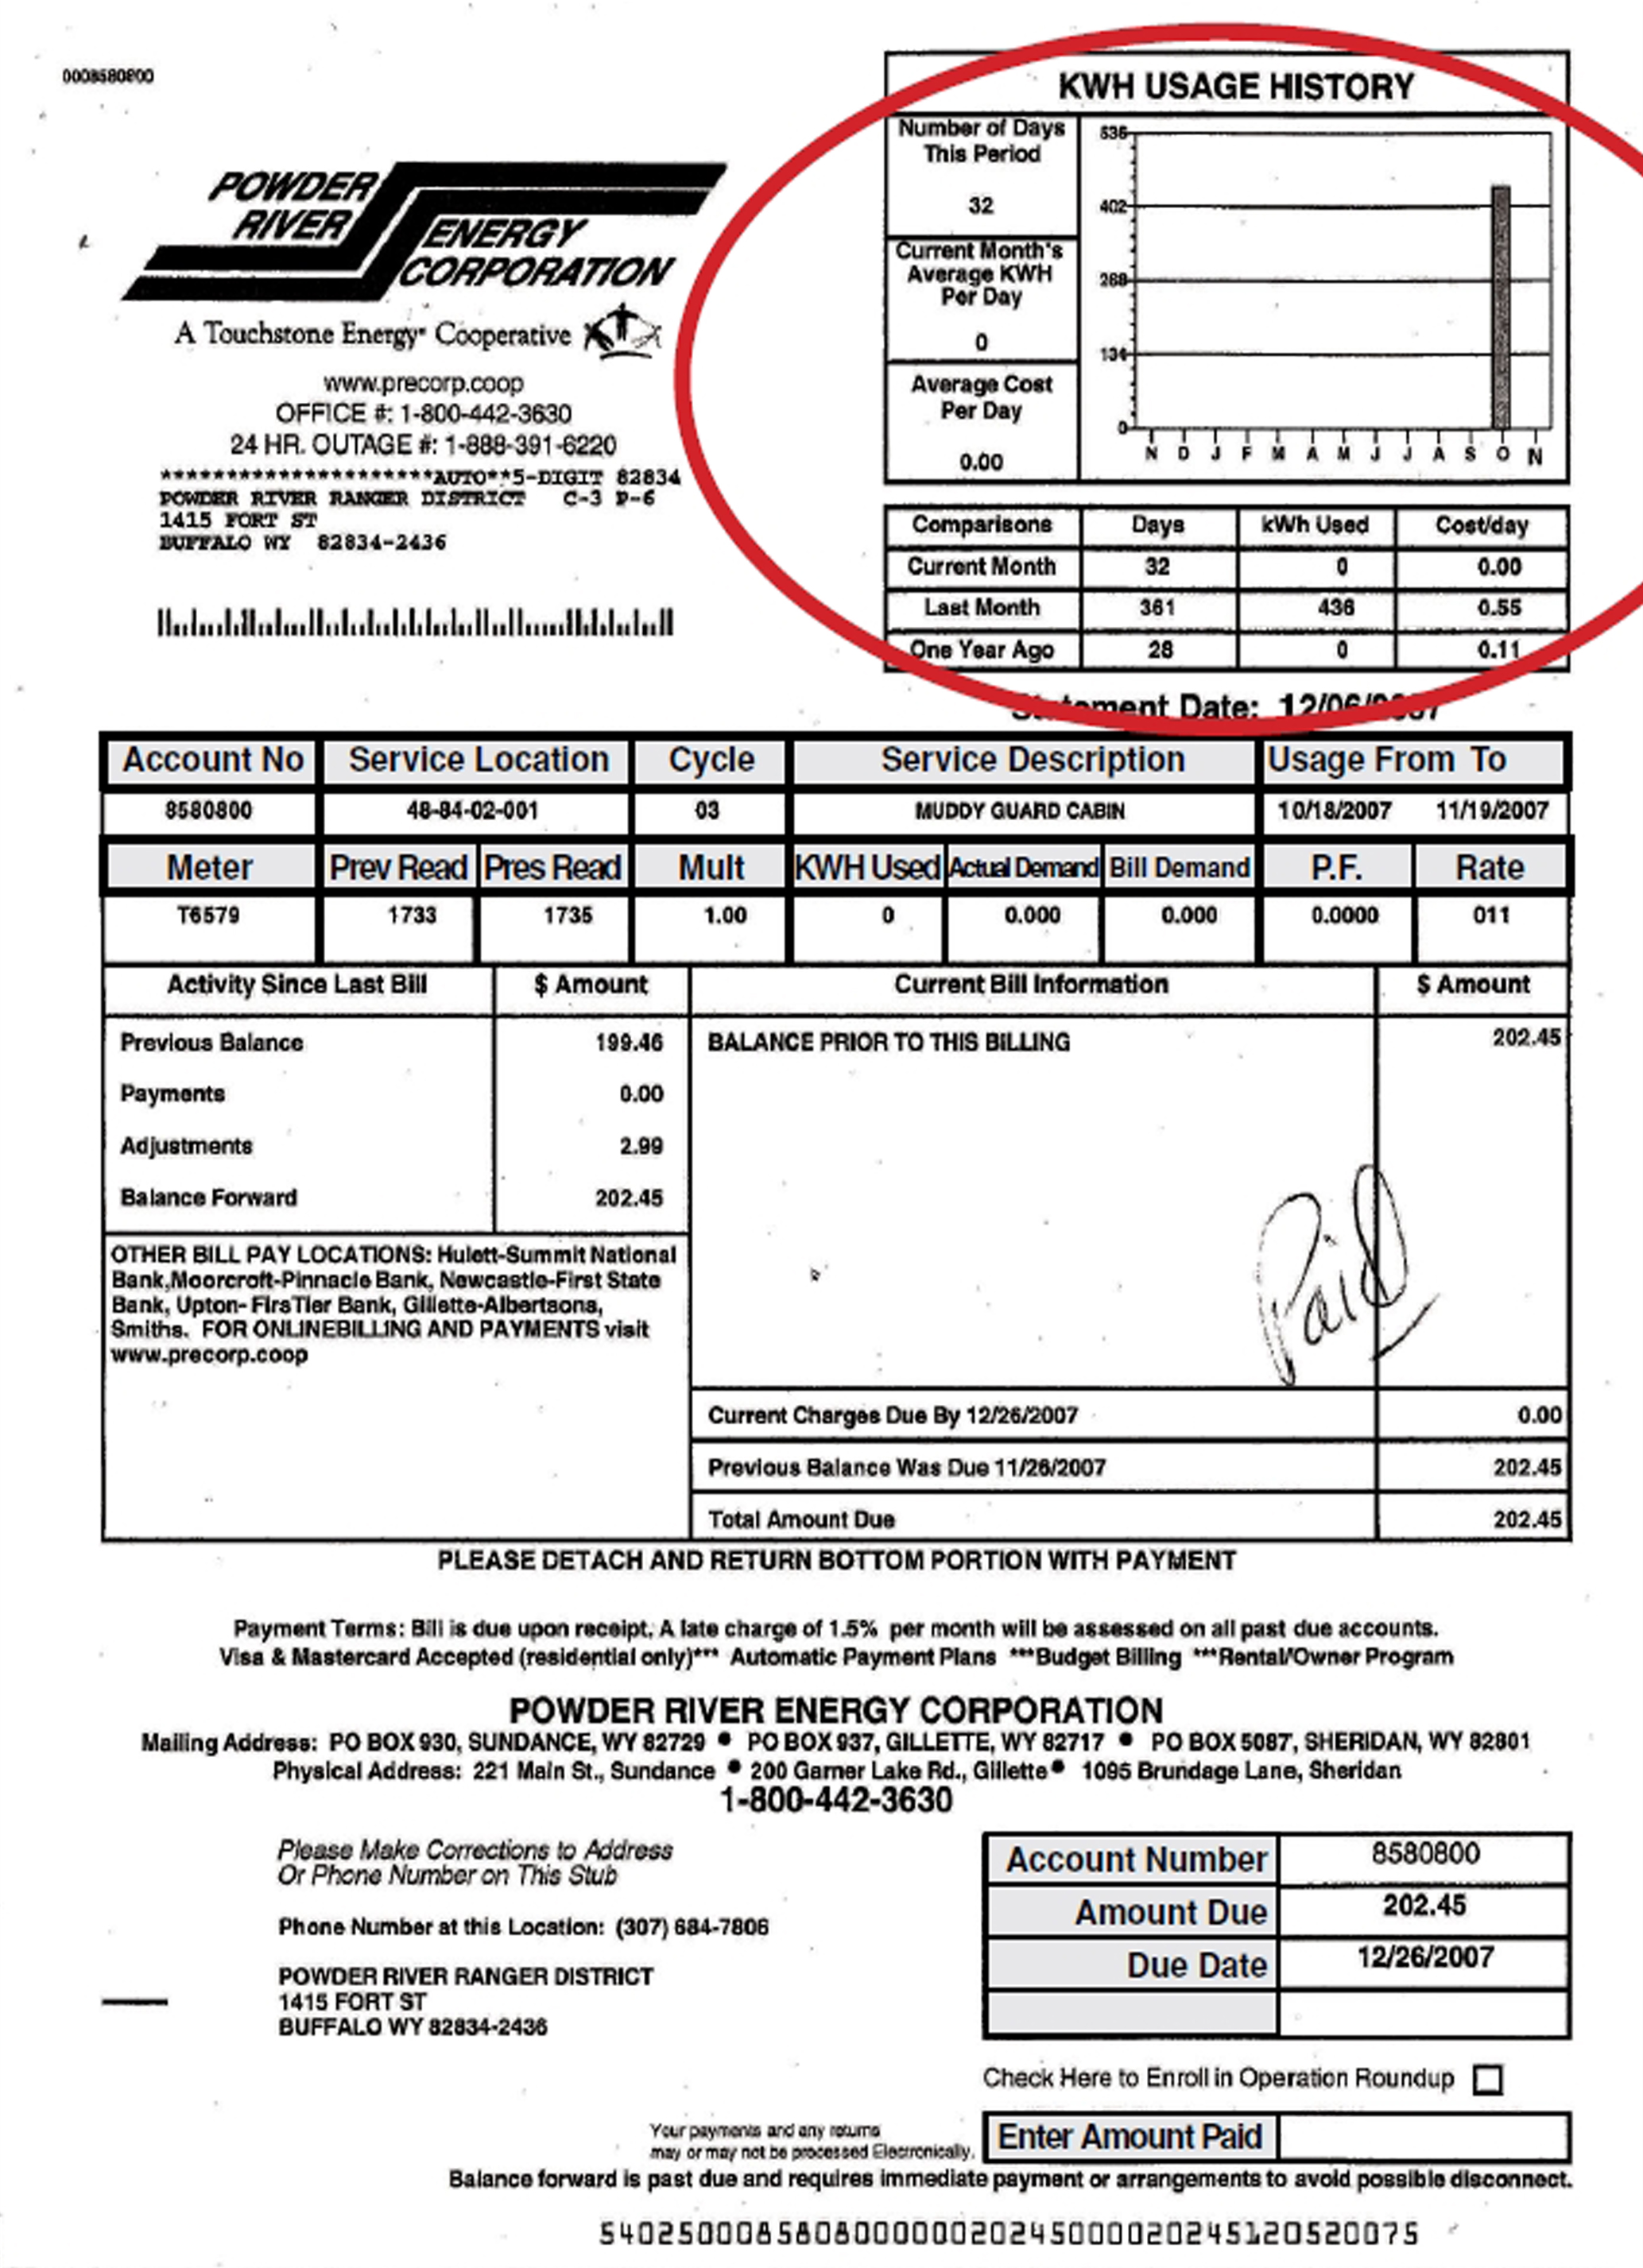 0008580800
POWDER
RIVER
ENERGY
CORPORATION
A Touchstone Energy® Cooperative
www.precorp.coop
OFFICE #: 1-800-442-3630
24 HR. OUTAGE #: 1-888-391-6220
*********************AUTO**5-DIGIT 82834
POWDER RIVER RANGER DISTRICT C-3 P-6
1415 FORT ST
BUFFALO WY 82834-2436
KWH USAGE HISTORY
Number of Days
This Period
32
Current Month's
Average KWH
Per Day
0
Average Cost
Per Day
0.00
536
402
268
134
0
N D J F M A M J J A S O N
Comparisons Days kWh Used Cost/day
Current Month 32 0 0.00
Last Month 361 436 0.55
One Year Ago 28 0 0.11
Statement Date: 12/06/2007
Account No Service Location Cycle Service Description Usage From To
8580800 48-84-02-001 03 MUDDY GUARD CABIN 10/18/2007 11/19/2007
Meter Prev Read Pres Read Mult KWH Used Actual Demand Bill Demand P.F. Rate
T6579 1733 1735 1.00 0 0.000 0.000 0.0000 011
Activity Since Last Bill $ Amount
Previous Balance 199.46
Payments 0.00
Adjustments 2.99
Balance Forward 202.45
OTHER BILL PAY LOCATIONS: Hulett-Summit National
Bank,Moorcroft-Pinnacle Bank, Newcastle-First State
Bank, Upton- FirsTier Bank, Gillette-Albertsons,
Smiths. FOR ONLINEBILLING AND PAYMENTS visit
www.precorp.coop
Current Bill Information $ Amount
BALANCE PRIOR TO THIS BILLING 202.45
Paid
Current Charges Due By 12/26/2007 0.00
Previous Balance Was Due 11/26/2007 202.45
Total Amount Due 202.45
PLEASE DETACH AND RETURN BOTTOM PORTION WITH PAYMENT
Payment Terms: Bill is due upon receipt. A late charge of 1.5% per month will be assessed on all past due accounts.
Visa & Mastercard Accepted (residential only)*** Automatic Payment Plans ***Budget Billing ***Rental/Owner Program
POWDER RIVER ENERGY CORPORATION
Mailing Address: PO BOX 930, SUNDANCE, WY 82729 ● PO BOX 937, GILLETTE, WY 82717 ● PO BOX 5087, SHERIDAN, WY 82801
Physical Address: 221 Main St., Sundance ● 200 Garner Lake Rd., Gillette ● 1095 Brundage Lane, Sheridan
1-800-442-3630
Please Make Corrections to Address
Or Phone Number on This Stub
Phone Number at this Location: (307) 684-7806
POWDER RIVER RANGER DISTRICT
1415 FORT ST
BUFFALO WY 82834-2436
Account Number 8580800
Amount Due 202.45
Due Date 12/26/2007
Check Here to Enroll in Operation Roundup
Your payments and any returns
may or may not be processed Electronically.
Enter Amount Paid
Balance forward is past due and requires immediate payment or arrangements to avoid possible disconnect.
540250008580800000020245000020245120520075